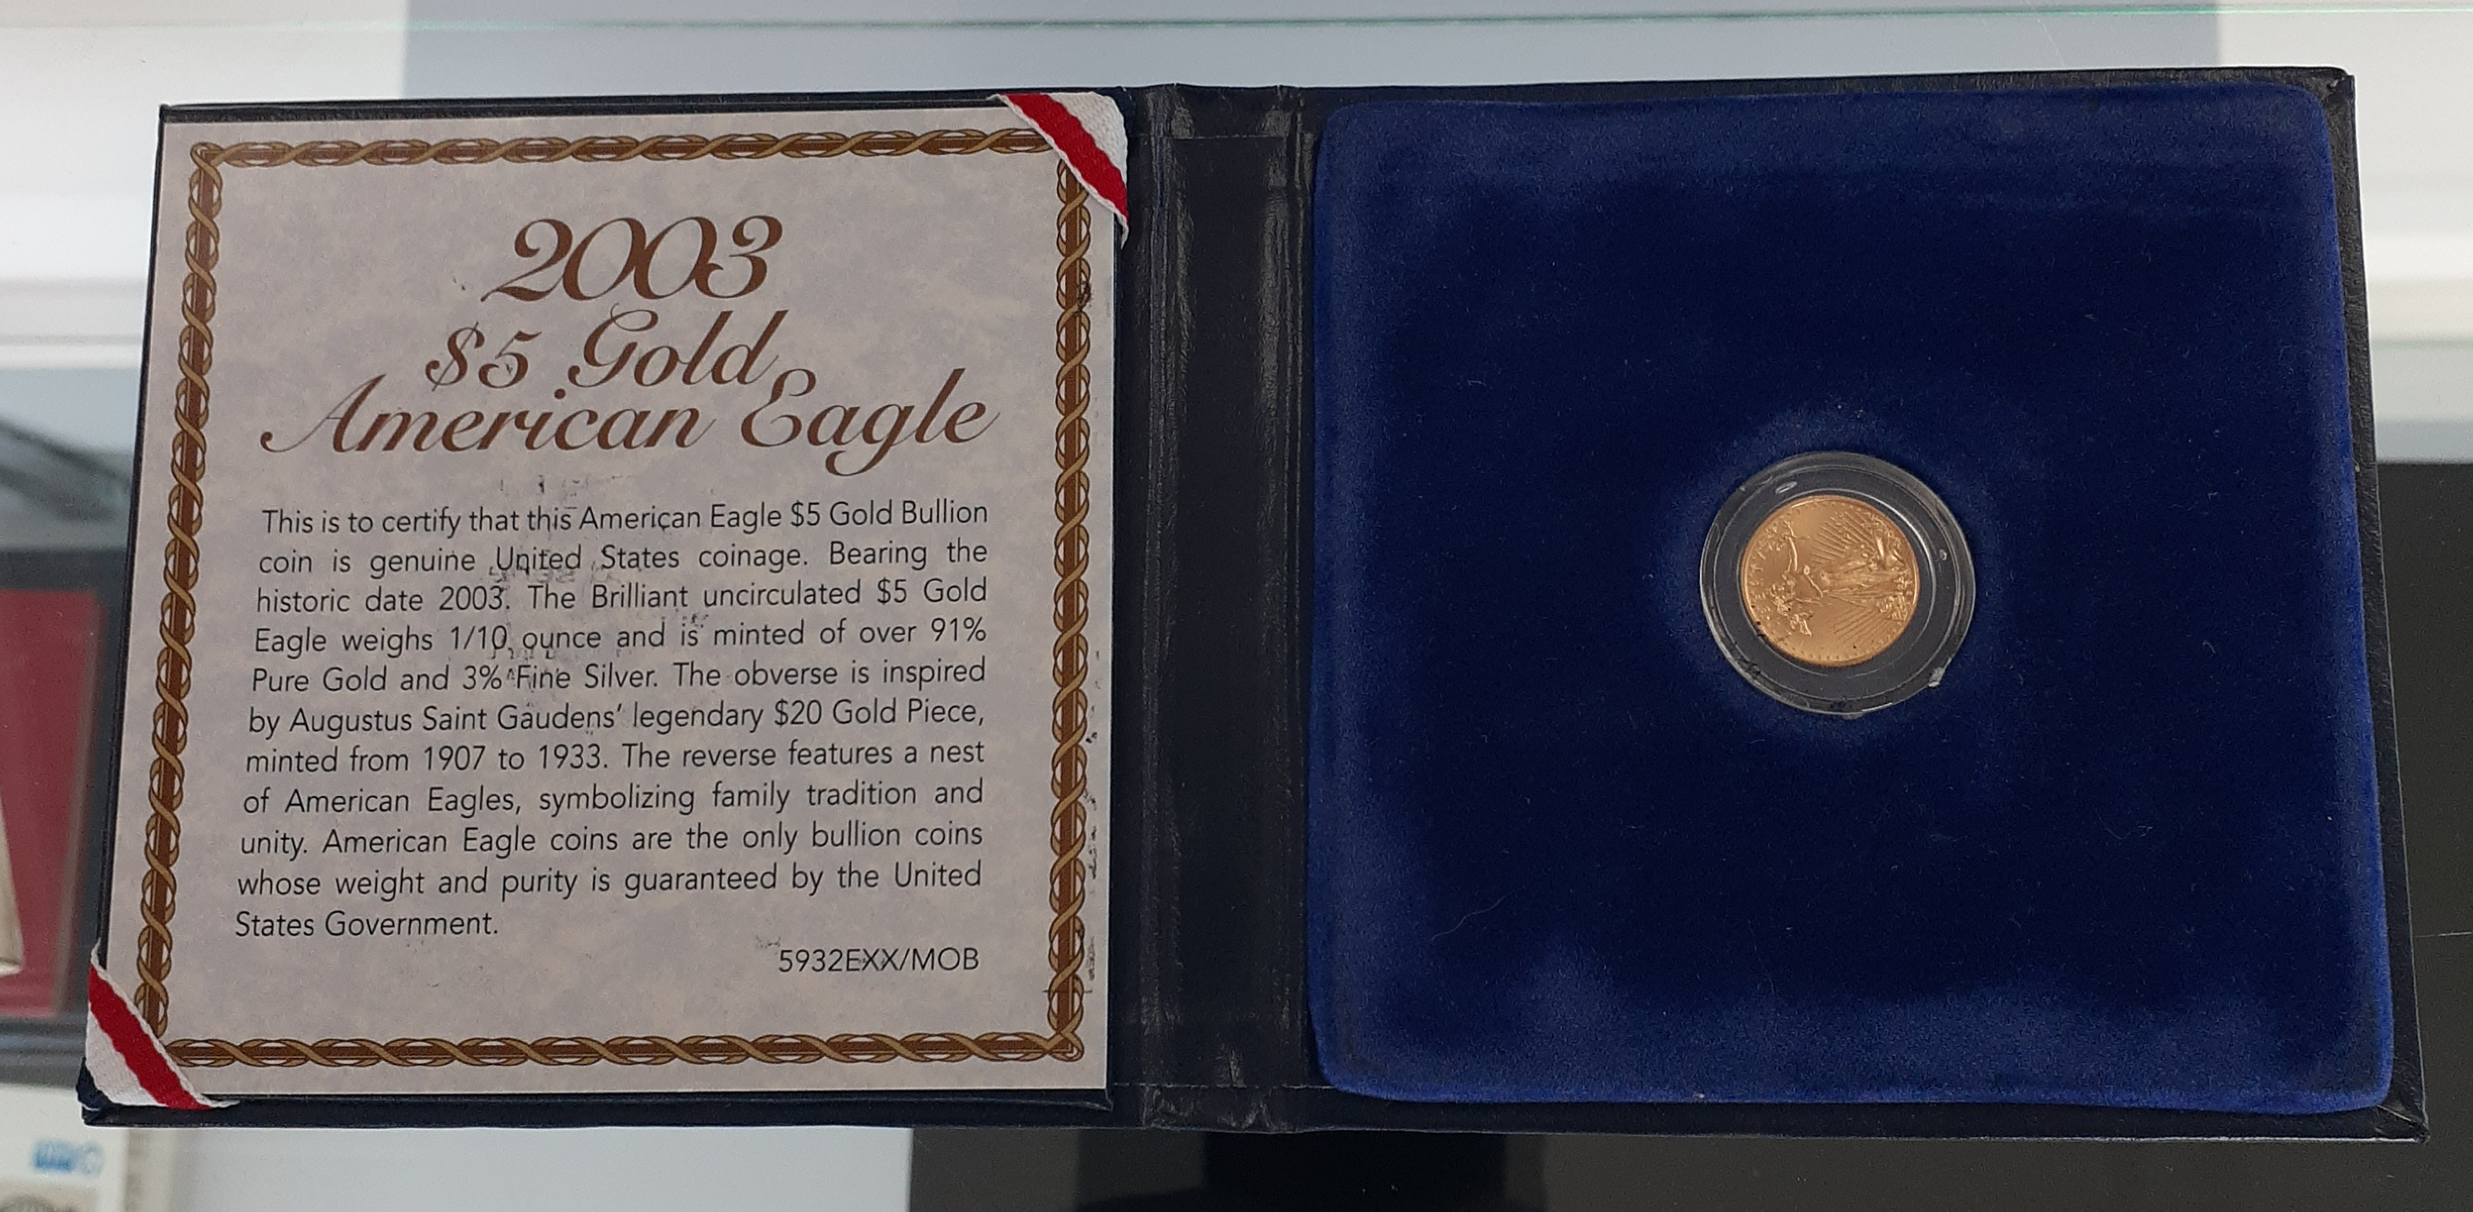 2003
$5 Gold
American Eagle
This is to certify that this American Eagle $5 Gold Bullion
coin is genuine United States coinage. Bearing the
historic date 2003. The Brilliant uncirculated $5 Gold
Eagle weighs 1/10 ounce and is minted of over 91%
Pure Gold and 3% Fine Silver. The obverse is inspired
by Augustus Saint Gaudens' legendary $20 Gold Piece,
minted from 1907 to 1933. The reverse features a nest
of American Eagles, symbolizing family tradition and
unity. American Eagle coins are the only bullion coins
whose weight and purity is guaranteed by the United
States Government.
5932EXX/MOB